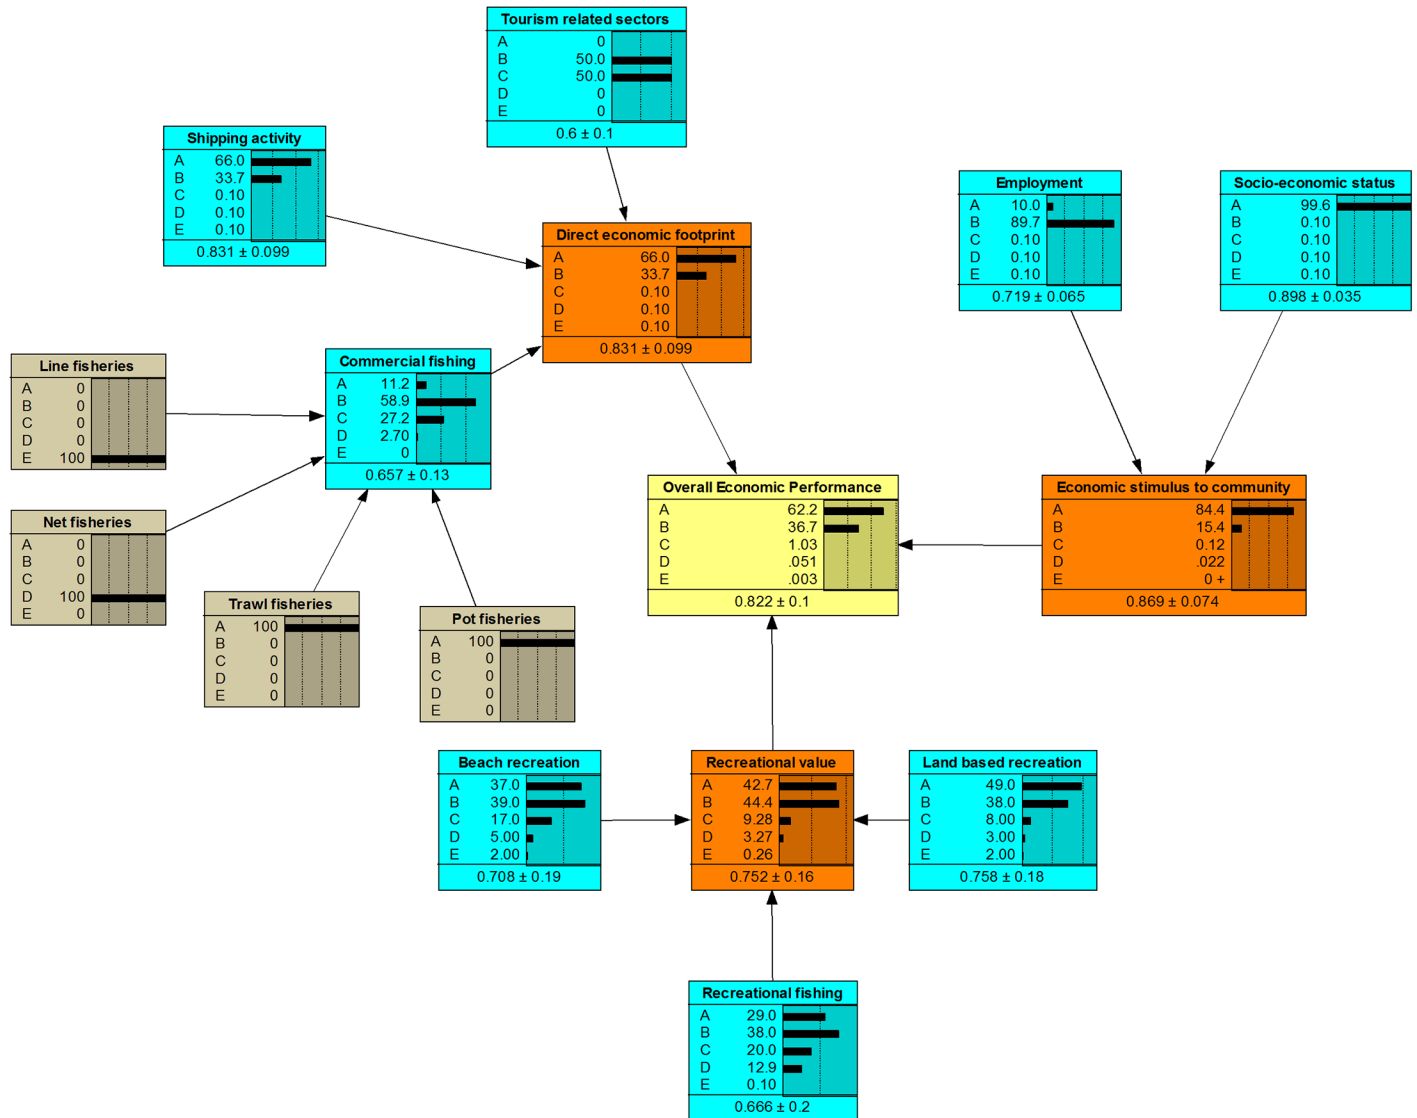 Tourism related sectors
A 0
B 50.0
C 50.0
D 0
E 0
0.6 ± 0.1
Shipping activity
A 66.0
B 33.7
C 0.10
D 0.10
E 0.10
0.831 ± 0.099
Employment
A 10.0
B 89.7
C 0.10
D 0.10
E 0.10
0.719 ± 0.065
Socio-economic status
A 99.6
B 0.10
C 0.10
D 0.10
E 0.10
0.898 ± 0.035
Direct economic footprint
A 66.0
B 33.7
C 0.10
D 0.10
E 0.10
0.831 ± 0.099
Line fisheries
A 0
B 0
C 0
D 0
E 100
Commercial fishing
A 11.2
B 58.9
C 27.2
D 2.70
E 0
0.657 ± 0.13
Overall Economic Performance
A 62.2
B 36.7
C 1.03
D .051
E .003
0.822 ± 0.1
Economic stimulus to community
A 84.4
B 15.4
C 0.12
D .022
E 0 +
0.869 ± 0.074
Net fisheries
A 0
B 0
C 0
D 100
E 0
Trawl fisheries
A 100
B 0
C 0
D 0
E 0
Pot fisheries
A 100
B 0
C 0
D 0
E 0
Beach recreation
A 37.0
B 39.0
C 17.0
D 5.00
E 2.00
0.708 ± 0.19
Recreational value
A 42.7
B 44.4
C 9.28
D 3.27
E 0.26
0.752 ± 0.16
Land based recreation
A 49.0
B 38.0
C 8.00
D 3.00
E 2.00
0.758 ± 0.18
Recreational fishing
A 29.0
B 38.0
C 20.0
D 12.9
E 0.10
0.666 ± 0.2